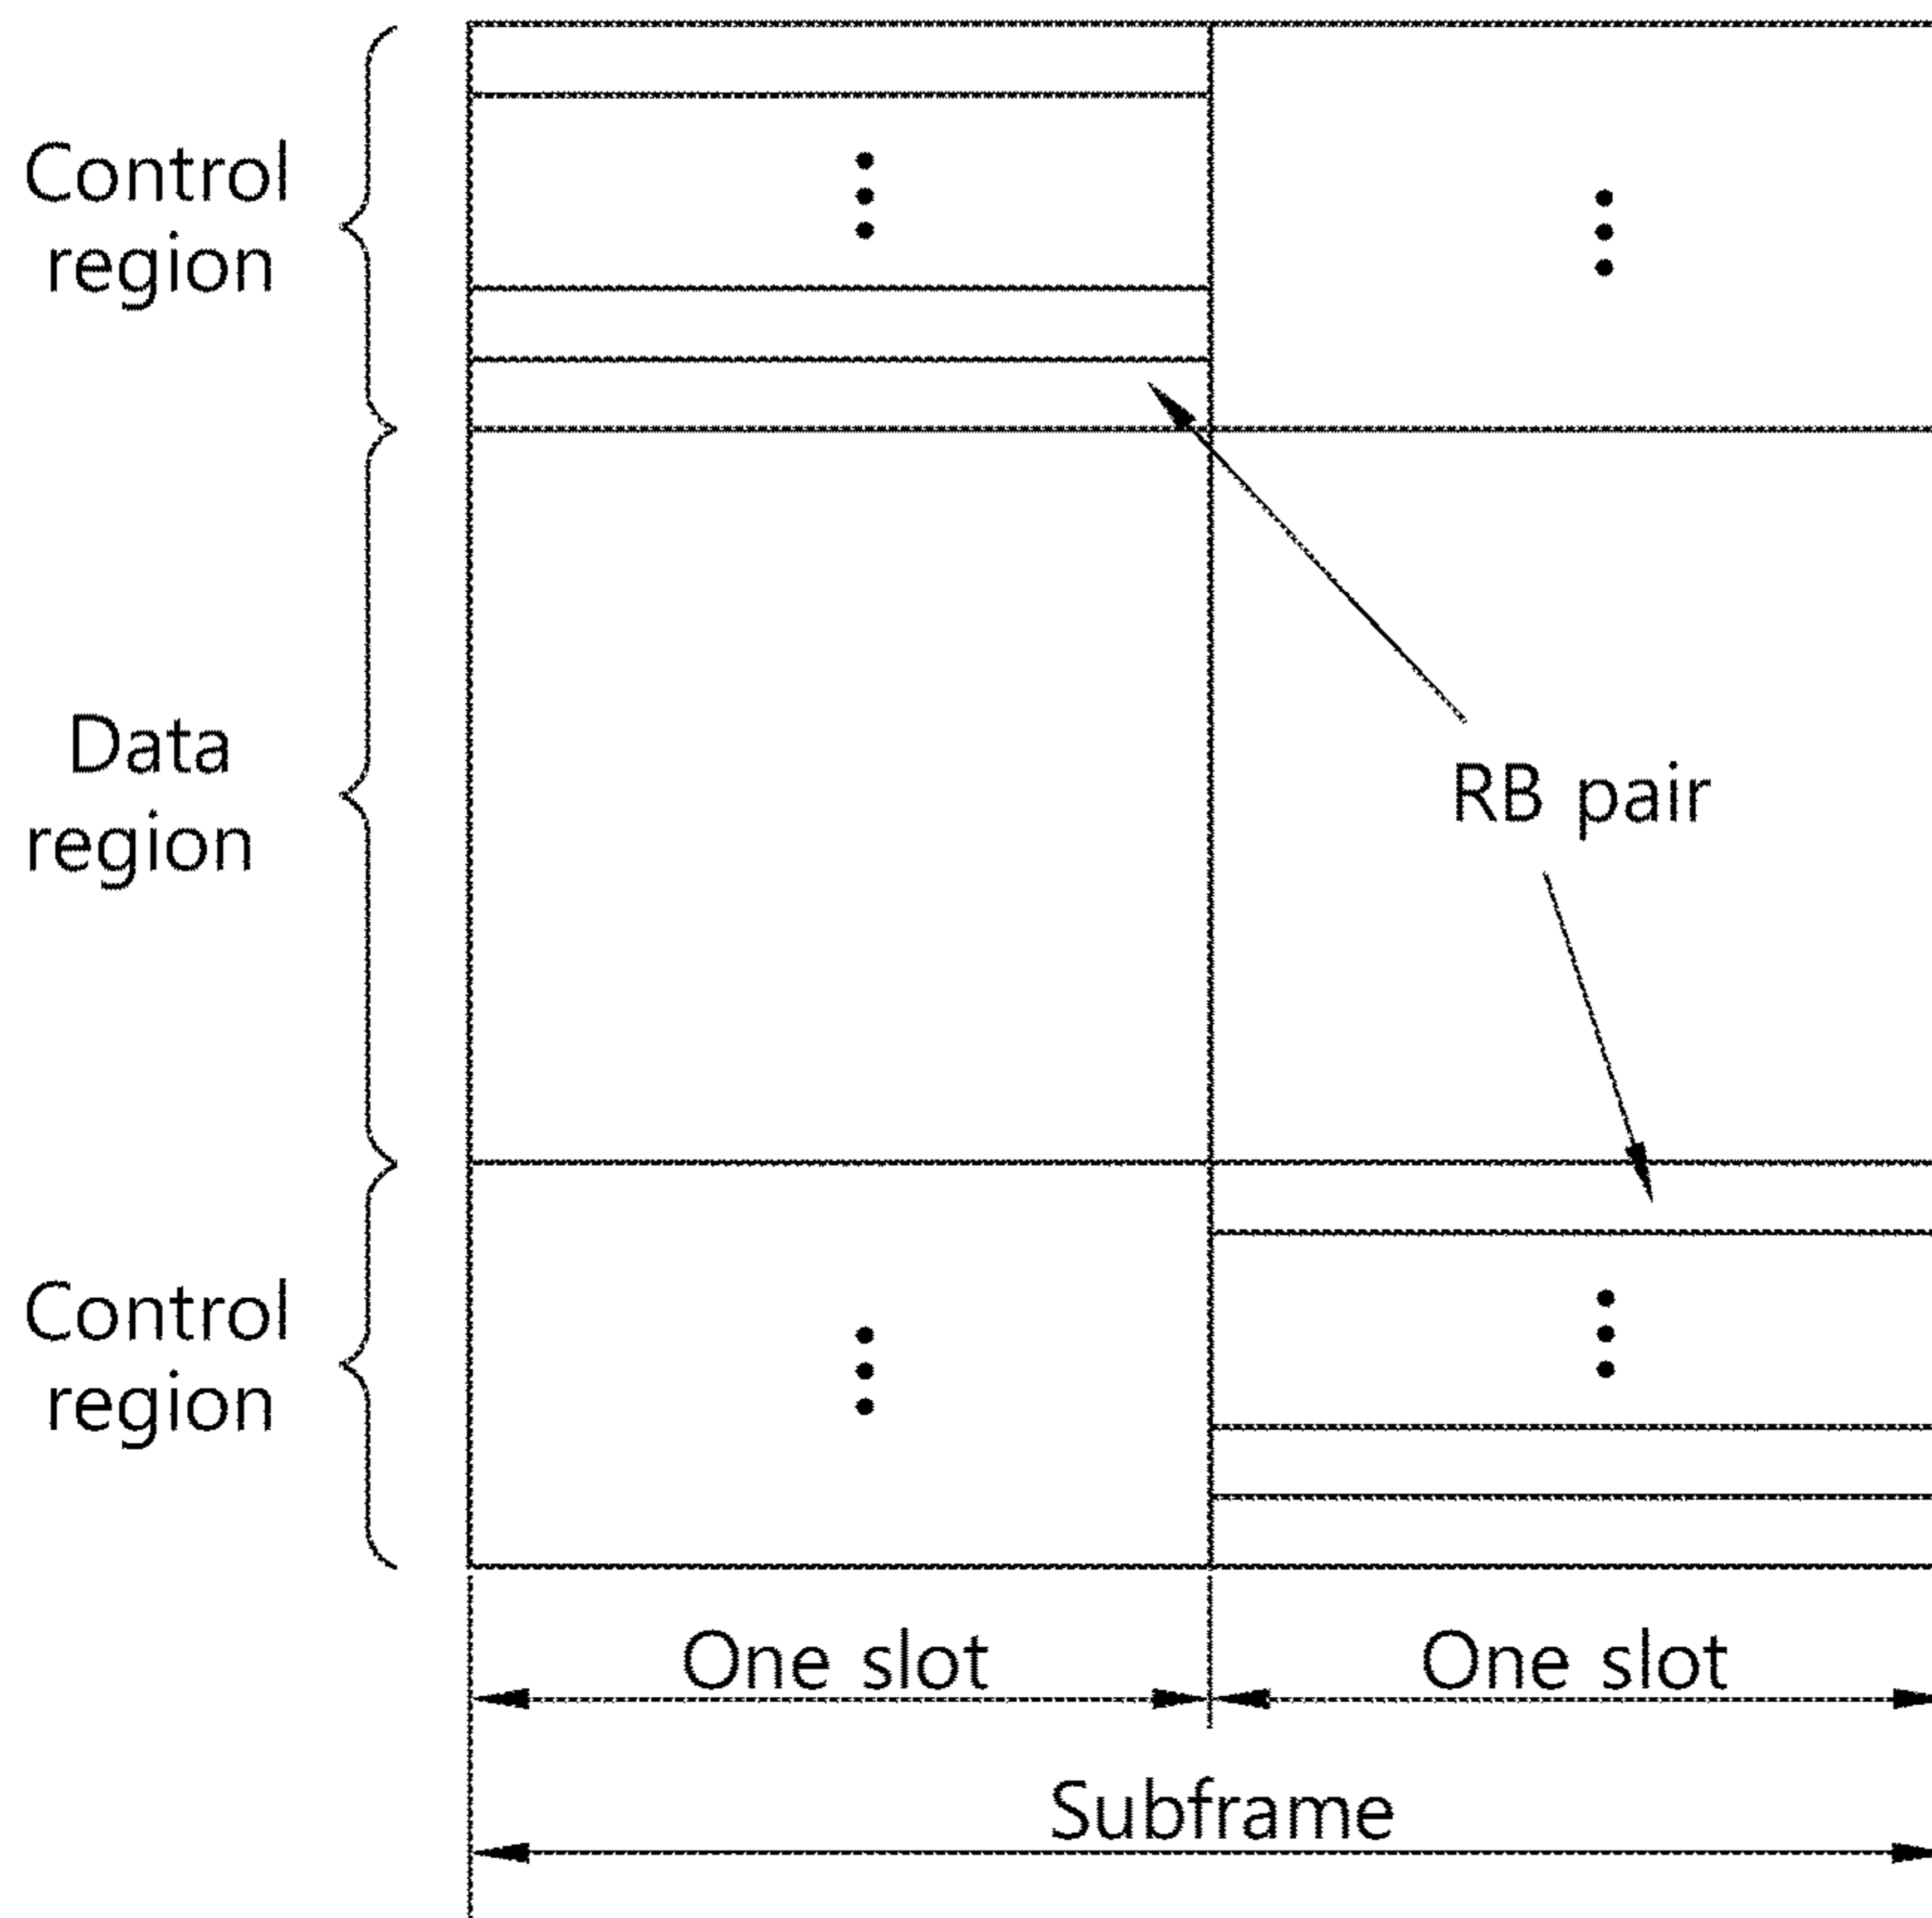 Control
region
Data
region
RB pair
Control
region
One slot
One slot
Subframe